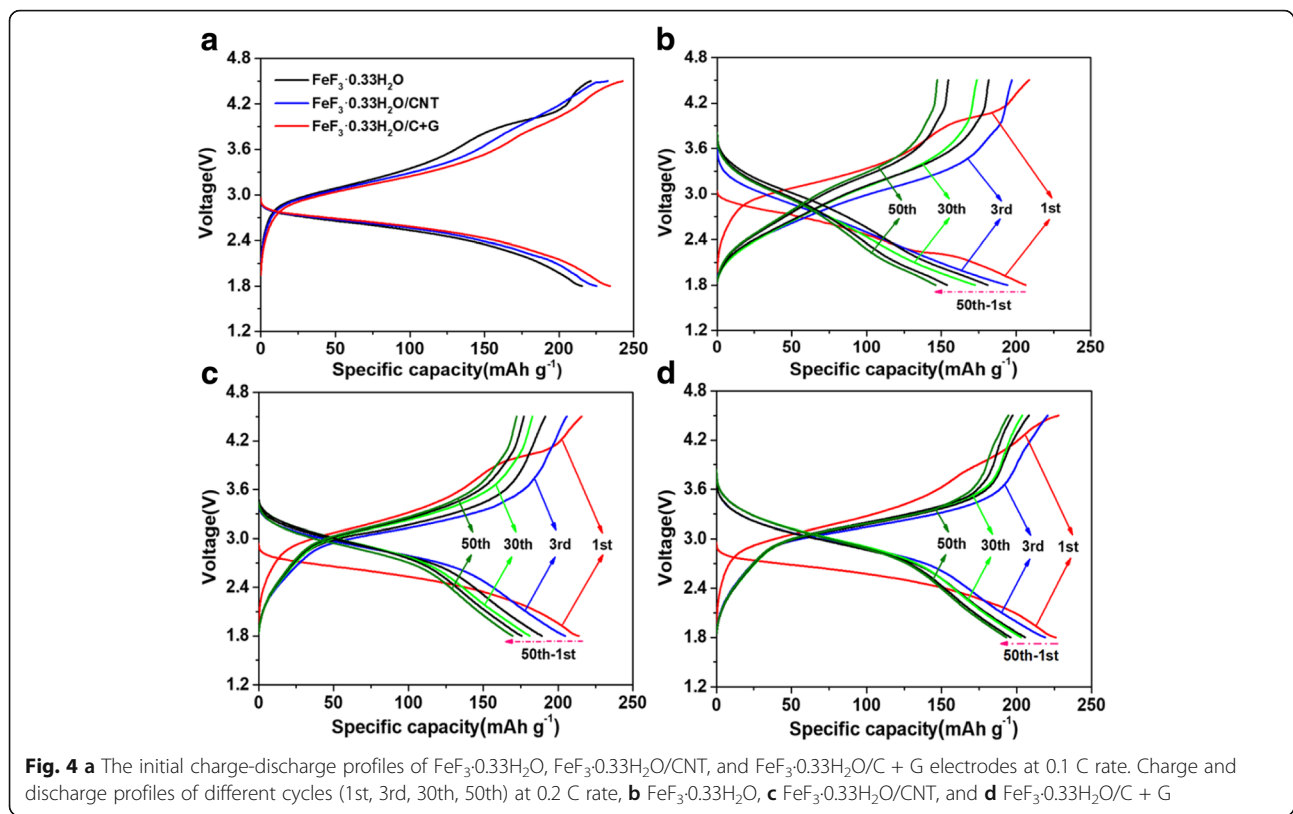 a
4.8
4.2
3.6
3.0
2.4
1.8
1.2
Voltage(V)
FeF₃·0.33H₂O
FeF₃·0.33H₂O/CNT
FeF₃·0.33H₂O/C+G
0 50 100 150 200 250
Specific capacity(mAh g⁻¹)
b
4.8
4.2
3.6
3.0
2.4
1.8
1.2
Voltage(V)
50th 30th 3rd 1st
50th-1st
0 50 100 150 200 250
Specific capacity(mAh g⁻¹)
c
4.8
4.2
3.6
3.0
2.4
1.8
1.2
Voltage(V)
50th 30th 3rd 1st
50th-1st
0 50 100 150 200 250
Specific capacity(mAh g⁻¹)
d
4.8
4.2
3.6
3.0
2.4
1.8
1.2
Voltage(V)
50th 30th 3rd 1st
50th-1st
0 50 100 150 200 250
Specific capacity(mAh g⁻¹)
Fig. 4 a The initial charge-discharge profiles of FeF₃·0.33H₂O, FeF₃·0.33H₂O/CNT, and FeF₃·0.33H₂O/C + G electrodes at 0.1 C rate. Charge and
discharge profiles of different cycles (1st, 3rd, 30th, 50th) at 0.2 C rate, b FeF₃·0.33H₂O, c FeF₃·0.33H₂O/CNT, and d FeF₃·0.33H₂O/C + G